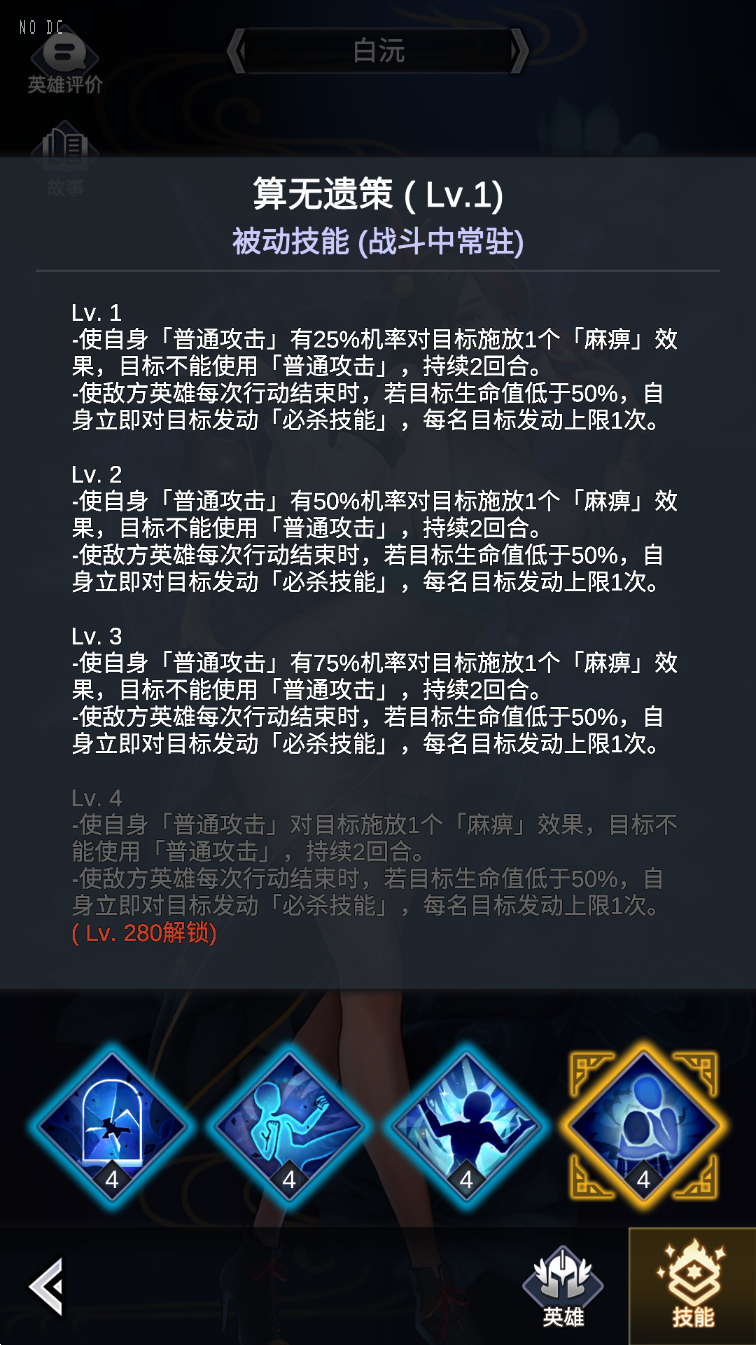 NO DC
白沅
英雄评价
故事
算无遗策 ( Lv.1)
被动技能 (战斗中常驻)
Lv. 1
-使自身「普通攻击」有25%机率对目标施放1个「麻痹」效
果，目标不能使用「普通攻击」，持续2回合。
-使敌方英雄每次行动结束时，若目标生命值低于50%，自
身立即对目标发动「必杀技能」，每名目标发动上限1次。
Lv. 2
-使自身「普通攻击」有50%机率对目标施放1个「麻痹」效
果，目标不能使用「普通攻击」，持续2回合。
-使敌方英雄每次行动结束时，若目标生命值低于50%，自
身立即对目标发动「必杀技能」，每名目标发动上限1次。
Lv. 3
-使自身「普通攻击」有75%机率对目标施放1个「麻痹」效
果，目标不能使用「普通攻击」，持续2回合。
-使敌方英雄每次行动结束时，若目标生命值低于50%，自
身立即对目标发动「必杀技能」，每名目标发动上限1次。
Lv. 4
-使自身「普通攻击」对目标施放1个「麻痹」效果，目标不
能使用「普通攻击」，持续2回合。
-使敌方英雄每次行动结束时，若目标生命值低于50%，自
身立即对目标发动「必杀技能」，每名目标发动上限1次。
( Lv. 280解锁)
4 4 4 4
英雄 技能